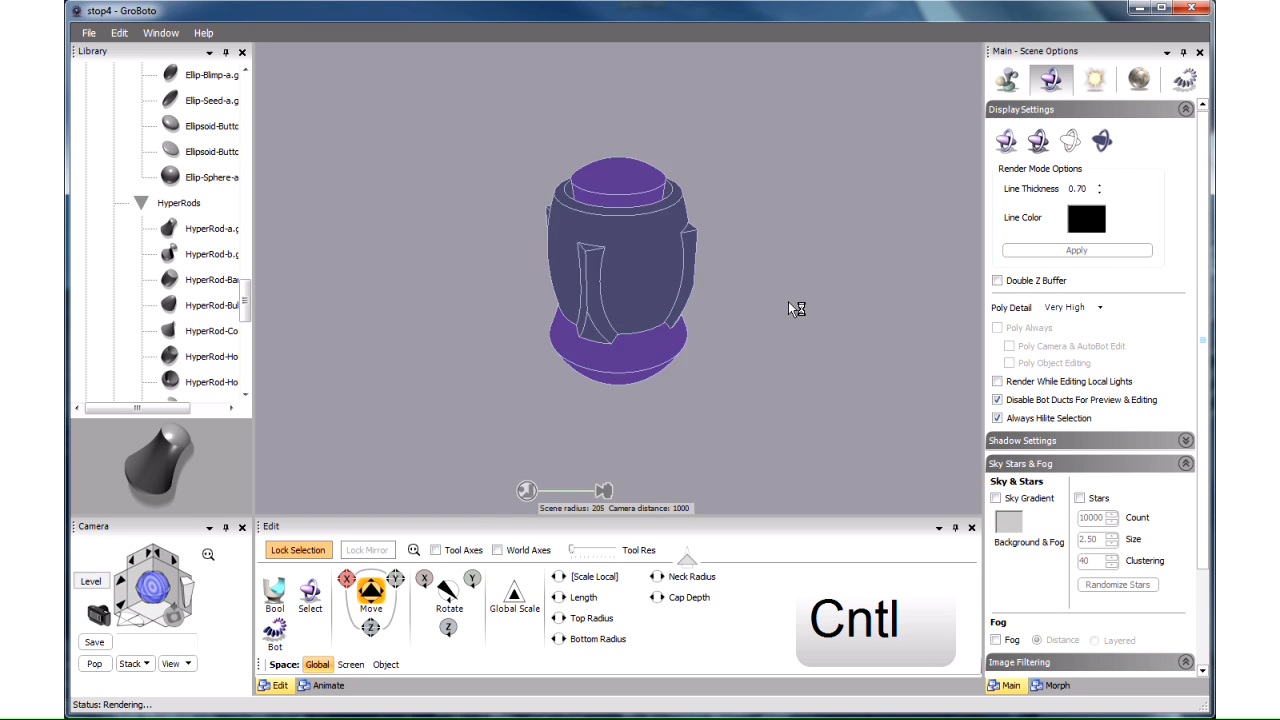 stop4 - GroBoto
File Edit Window Help
Library
Ellip-Blimp-a.g
Ellip-Seed-a.g
Ellipsoid-Butto
Ellipsoid-Butto
Ellip-Sphere-a
HyperRods
HyperRod-a.g
HyperRod-b.g
HyperRod-Ba
HyperRod-Bul
HyperRod-Co
HyperRod-Ho
HyperRod-Ho
Scene radius: 205 Camera distance: 1000
Camera
Level
Save
Pop Stack View
Edit
Lock Selection Lock Mirror Tool Axes World Axes Tool Res
Bool Select Move Rotate Global Scale
X Y X Y
Z Z
Bot
[Scale Local] Neck Radius
Length Cap Depth
Top Radius
Bottom Radius
Space: Global Screen Object
Edit Animate
Cntl
Main - Scene Options
Display Settings
Render Mode Options
Line Thickness 0.70
Line Color
Apply
Double Z Buffer
Poly Detail Very High
Poly Always
Poly Camera & AutoBot Edit
Poly Object Editing
Render While Editing Local Lights
Disable Bot Ducts For Preview & Editing
Always Hilite Selection
Shadow Settings
Sky Stars & Fog
Sky & Stars
Sky Gradient Stars
10000 Count
Background & Fog
2.50 Size
40 Clustering
Randomize Stars
Fog
Fog Distance Layered
Image Filtering
Main Morph
Status: Rendering...